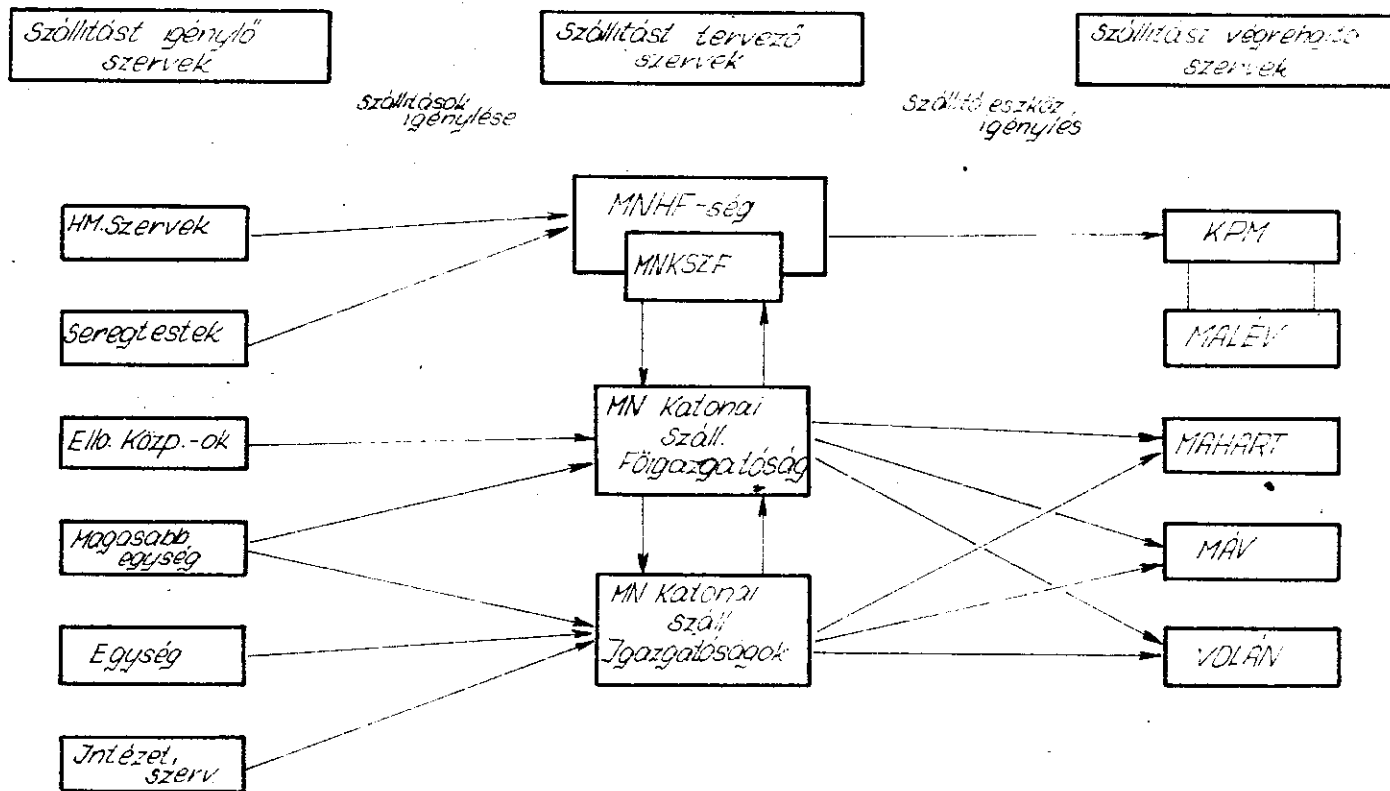 Szállítást igénylő
szervek
Szállítást tervező
szervek
Szállítást végrehajtó
szervek
Szállítások
igénylése
Szállító eszköz
igénylés
HM. Szervek
Seregtestek
Ellő. Közp.-ok
Magasabb
egység
Egység
Intézet,
szerv.
MNHF-ség
MNKSZF
MN Katonai
Száll.
Főigazgatóság
MN Katonai
száll
Igazgatóságok
KPM
MALÉV
MAHART
MÁV
VOLÁN